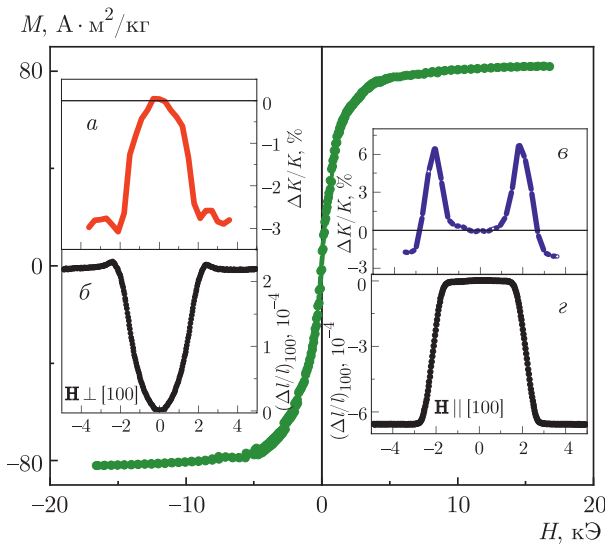 M, А · м²/кг
80
0
−80
−20
−10
0
10
20
H, кЭ
а
0
−1
−2
−3
ΔK/K, %
б
2
1
0
(Δl/l)₁₀₀, 10⁻⁴
H ⊥ [100]
−4
−2
0
2
4
в
6
3
0
−3
ΔK/K, %
г
0
−3
−6
(Δl/l)₁₀₀, 10⁻⁴
H || [100]
−4
−2
0
2
4